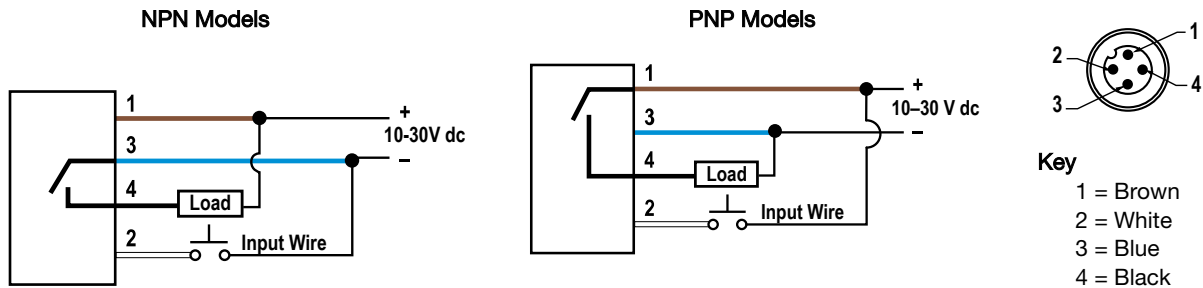 NPN Models
1
+
10-30V dc
3
–
4
Load
2
Input Wire
PNP Models
1
+
10–30 V dc
3
–
4
Load
2
Input Wire
1
2
4
3
Key
1 = Brown
2 = White
3 = Blue
4 = Black